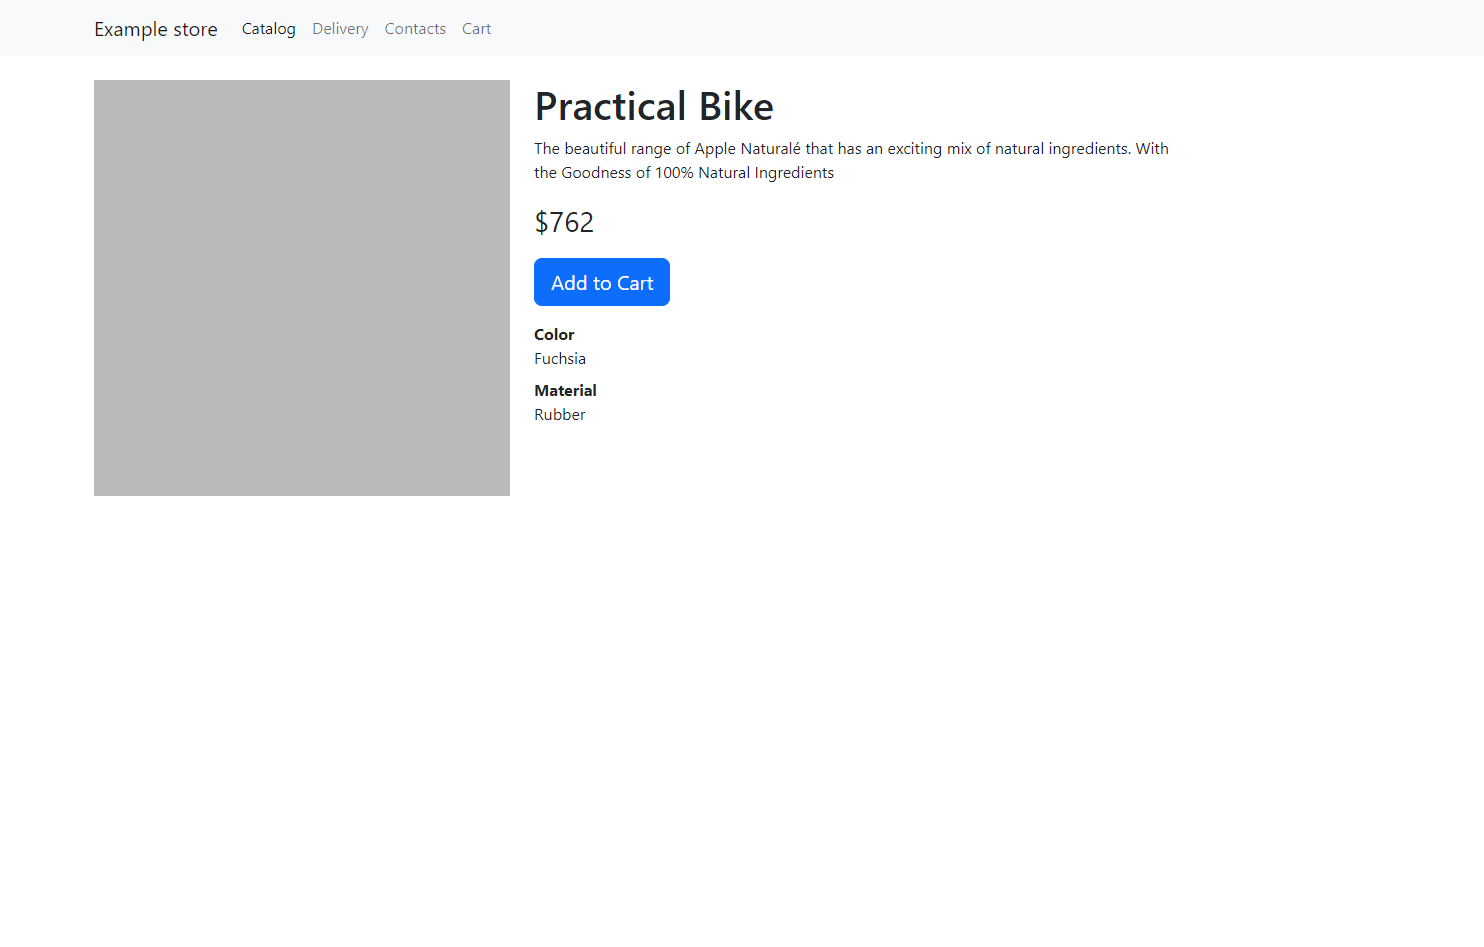 Example store Catalog Delivery Contacts Cart
Practical Bike
The beautiful range of Apple Naturalé that has an exciting mix of natural ingredients. With
the Goodness of 100% Natural Ingredients
$762
Add to Cart
Color
Fuchsia
Material
Rubber